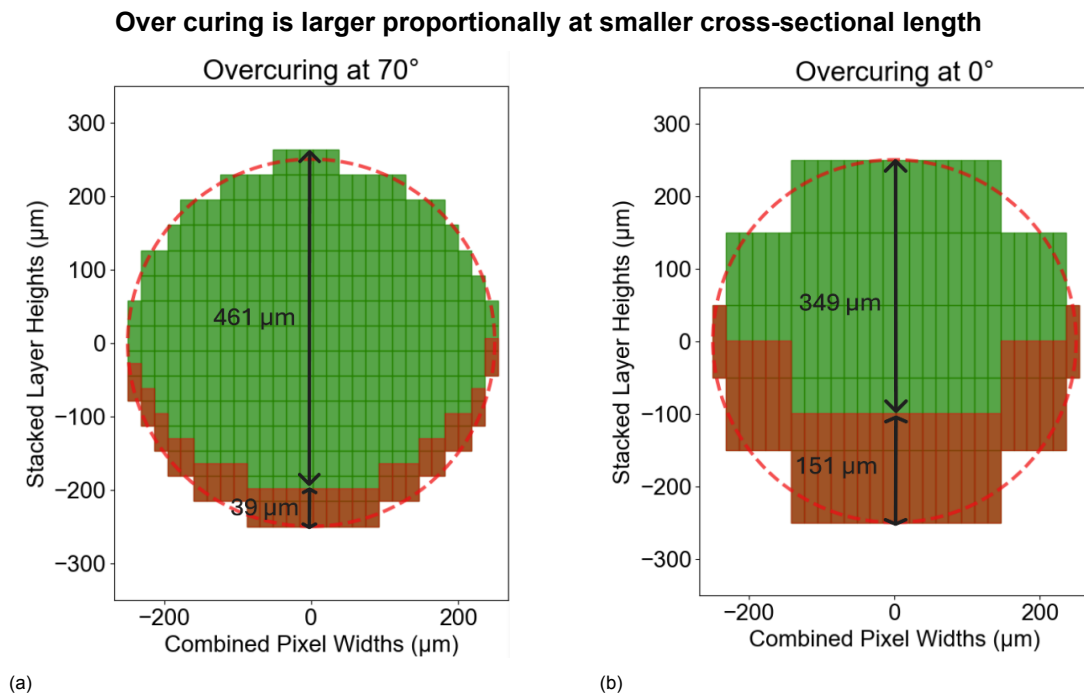 Over curing is larger proportionally at smaller cross-sectional length
Overcuring at 70°
Stacked Layer Heights (µm)
300
200
100
0
−100
−200
−300
461 µm
39 µm
−200
0
200
Combined Pixel Widths (µm)
(a)
Overcuring at 0°
Stacked Layer Heights (µm)
300
200
100
0
−100
−200
−300
349 µm
151 µm
−200
0
200
Combined Pixel Widths (µm)
(b)